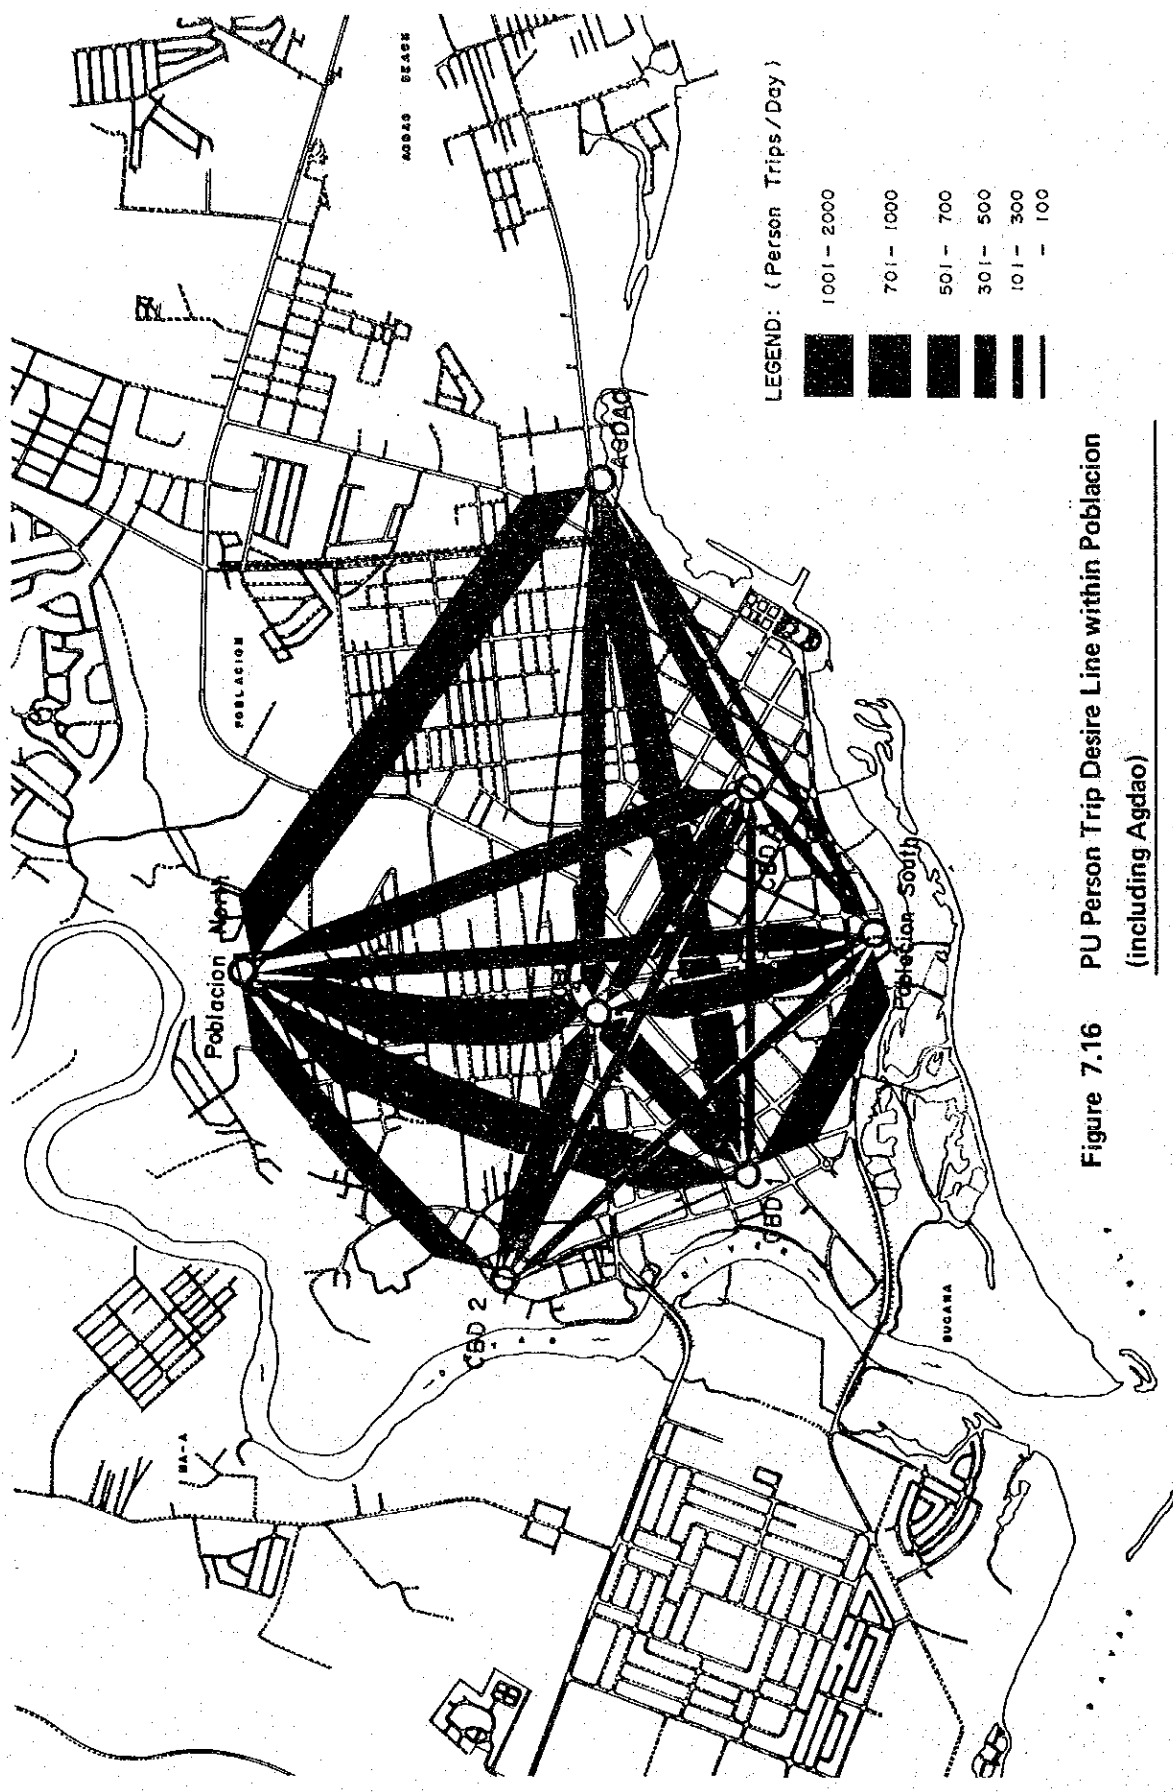 AGDAO BEACH
POBLACION
Poblacion North
AGDAO
CBD 2
CBD 1
Poblacion South
MA-A
BUCANA
LEGEND: (Person Trips/Day)
1001 - 2000
701 - 1000
501 - 700
301 - 500
101 - 300
- 100
Figure 7.16 PU Person Trip Desire Line within Poblacion
(including Agdao)